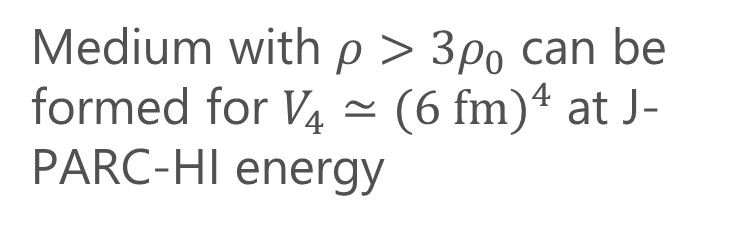 Medium with ρ > 3ρ₀ can be
formed for V₄ ≃ (6 fm)⁴ at J-
PARC-HI energy